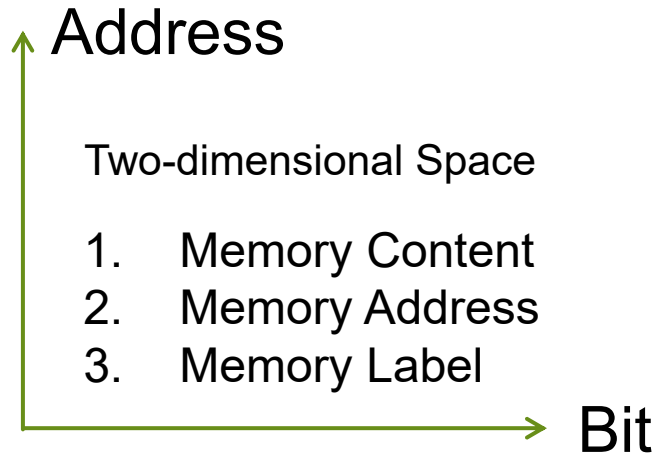 Address
Two-dimensional Space
1. Memory Content
2. Memory Address
3. Memory Label
Bit